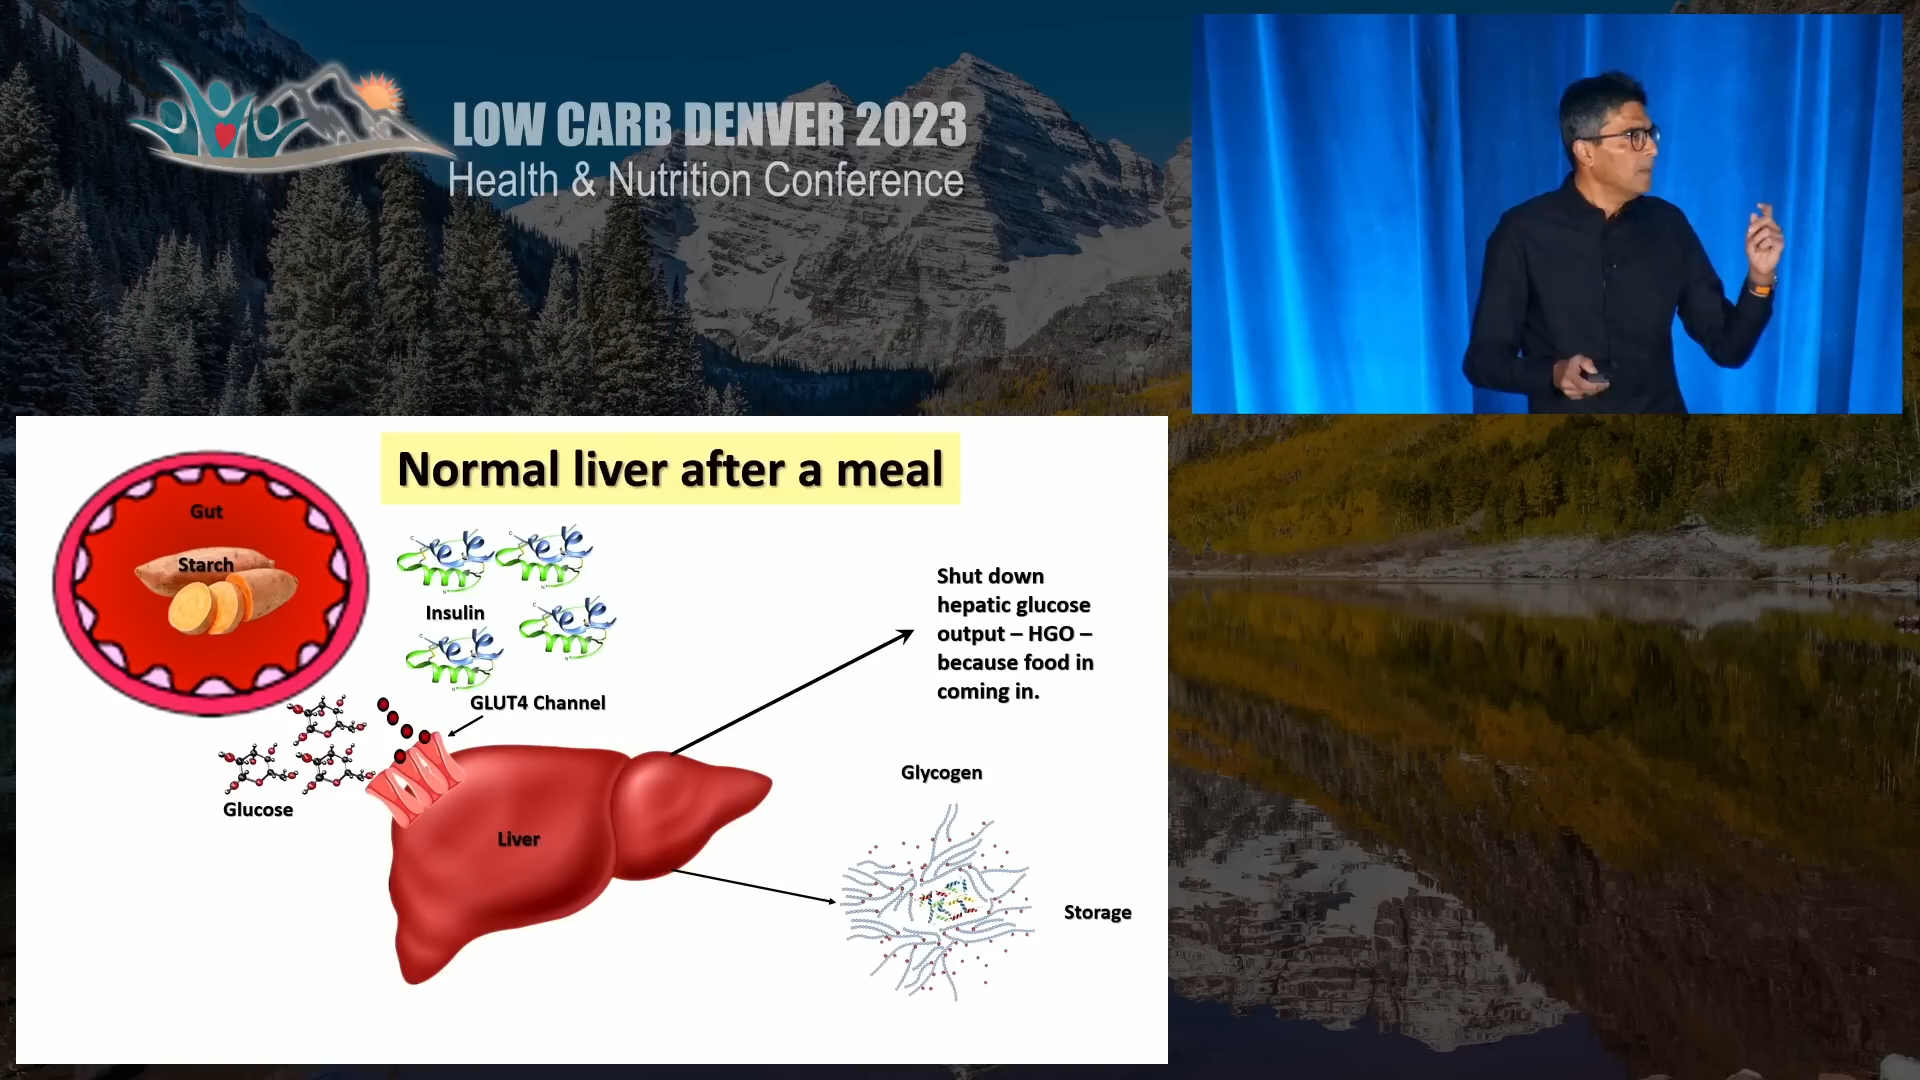 LOW CARB DENVER 2023
Health & Nutrition Conference
Normal liver after a meal
Gut
Starch
Insulin
GLUT4 Channel
Glucose
Liver
Shut down
hepatic glucose
output – HGO –
because food in
coming in.
Glycogen
Storage